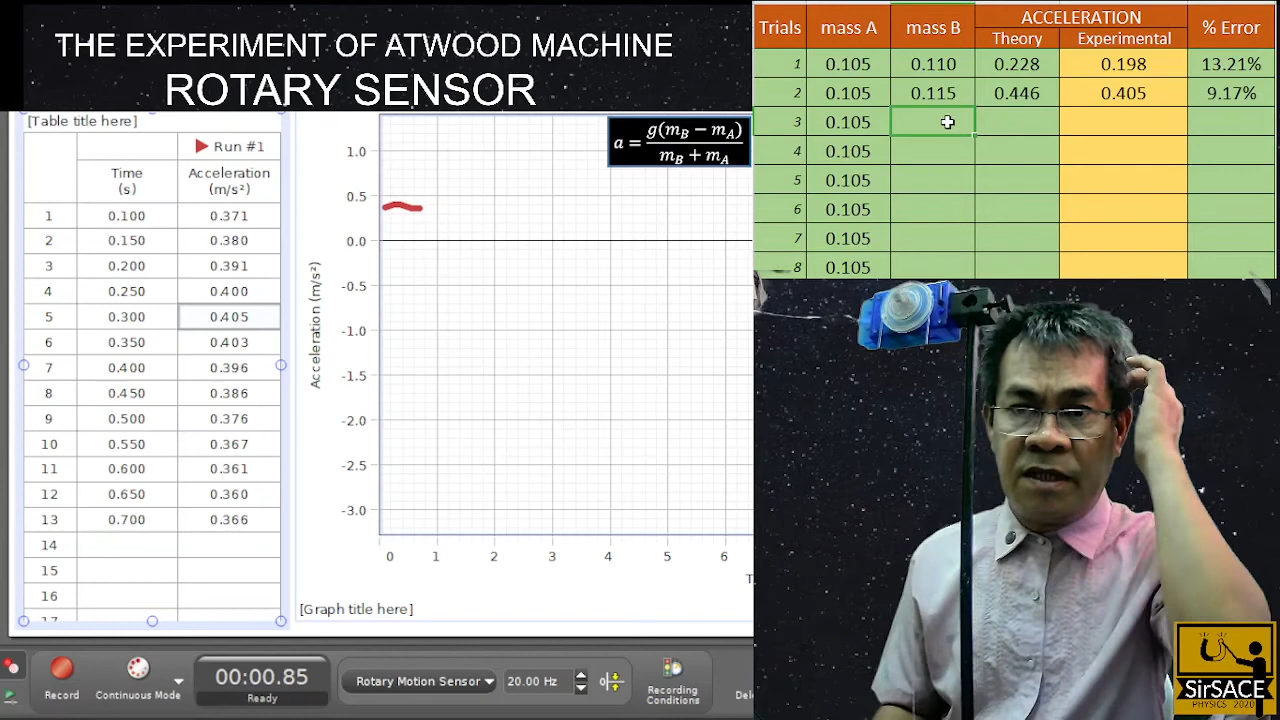 THE EXPERIMENT OF ATWOOD MACHINE
ROTARY SENSOR
[Table title here]
Run #1
Time
(s)
Acceleration
(m/s²)
1 0.100 0.371
2 0.150 0.380
3 0.200 0.391
4 0.250 0.400
5 0.300 0.405
6 0.350 0.403
7 0.400 0.396
8 0.450 0.386
9 0.500 0.376
10 0.550 0.367
11 0.600 0.361
12 0.650 0.360
13 0.700 0.366
14
15
16
17
a = g(mB − mA)
mB + mA
1.0
0.5
0.0
-0.5
-1.0
-1.5
-2.0
-2.5
-3.0
Acceleration (m/s²)
0 1 2 3 4 5 6
T
[Graph title here]
Record
Continuous Mode
00:00.85
Ready
Rotary Motion Sensor
20.00 Hz
Recording
Conditions
Del
Trials mass A mass B ACCELERATION % Error
Theory Experimental
1 0.105 0.110 0.228 0.198 13.21%
2 0.105 0.115 0.446 0.405 9.17%
3 0.105
4 0.105
5 0.105
6 0.105
7 0.105
8 0.105
SirSACE
PHYSICS 2020